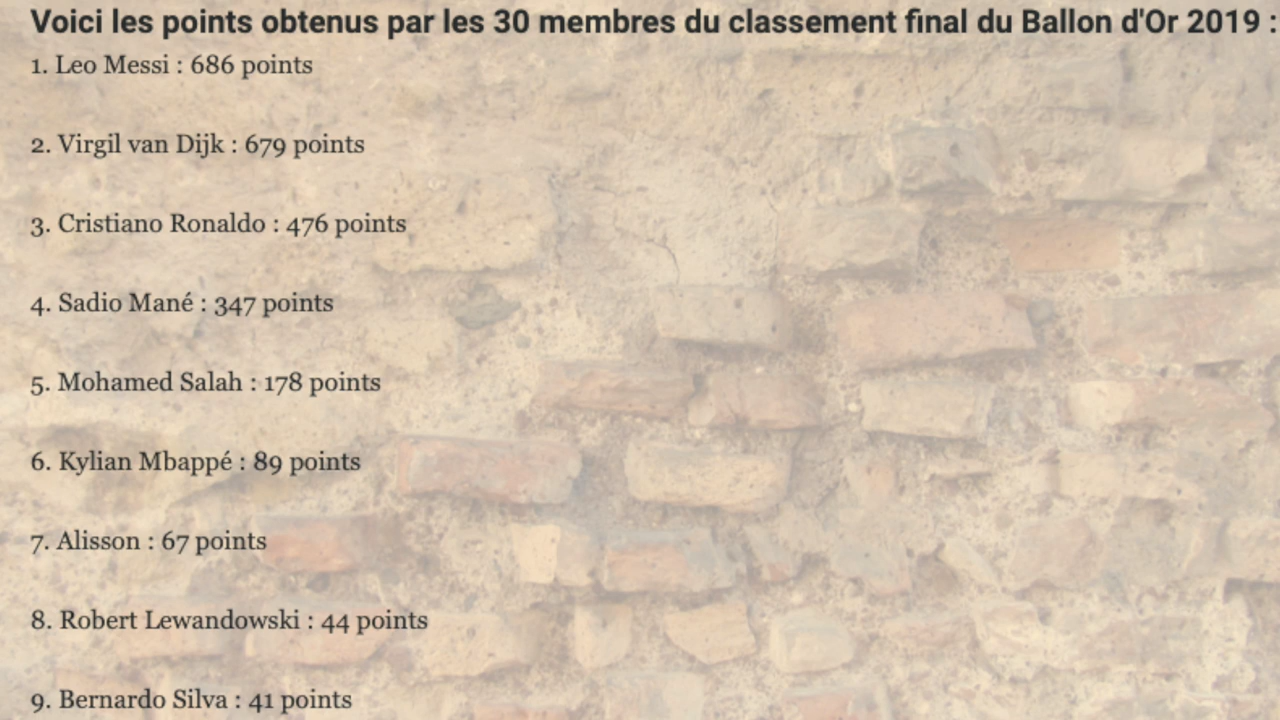 Voici les points obtenus par les 30 membres du classement final du Ballon d'Or 2019 :
1. Leo Messi : 686 points
2. Virgil van Dijk : 679 points
3. Cristiano Ronaldo : 476 points
4. Sadio Mané : 347 points
5. Mohamed Salah : 178 points
6. Kylian Mbappé : 89 points
7. Alisson : 67 points
8. Robert Lewandowski : 44 points
9. Bernardo Silva : 41 points